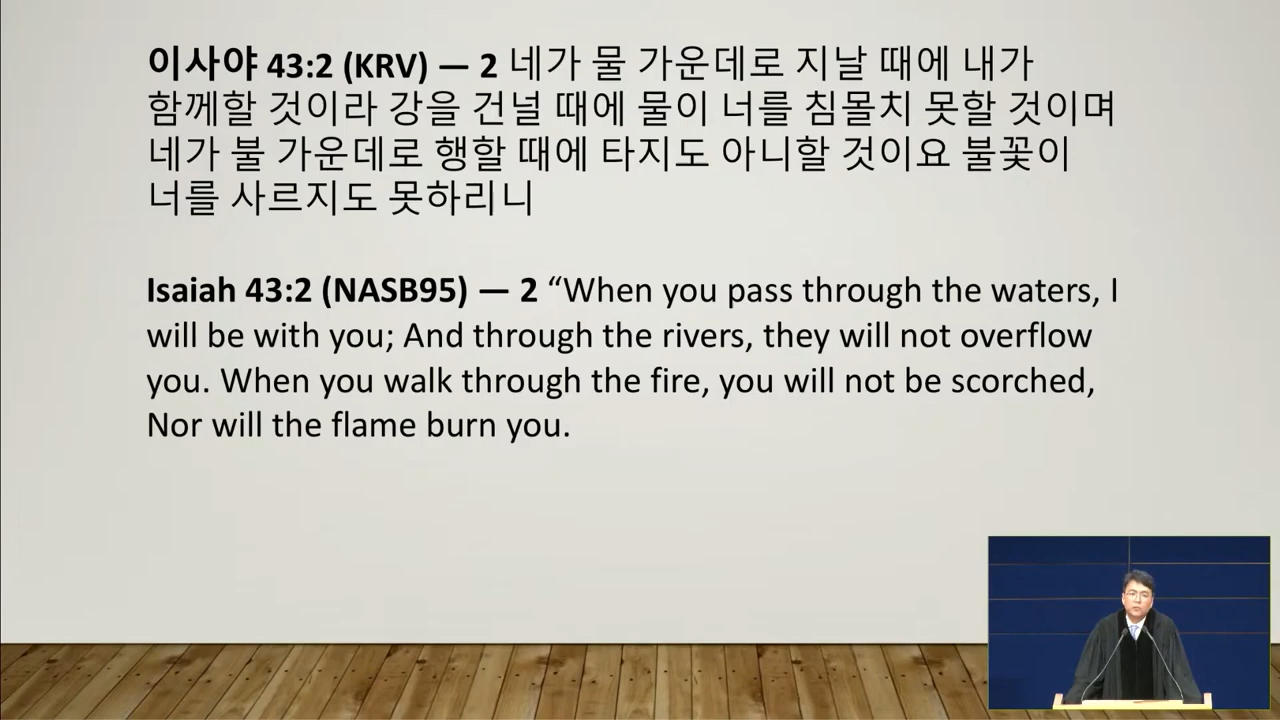 이사야 43:2 (KRV) — 2 네가 물 가운데로 지날 때에 내가
함께할 것이라 강을 건널 때에 물이 너를 침몰치 못할 것이며
네가 불 가운데로 행할 때에 타지도 아니할 것이요 불꽃이
너를 사르지도 못하리니
Isaiah 43:2 (NASB95) — 2 “When you pass through the waters, I
will be with you; And through the rivers, they will not overflow
you. When you walk through the fire, you will not be scorched,
Nor will the flame burn you.